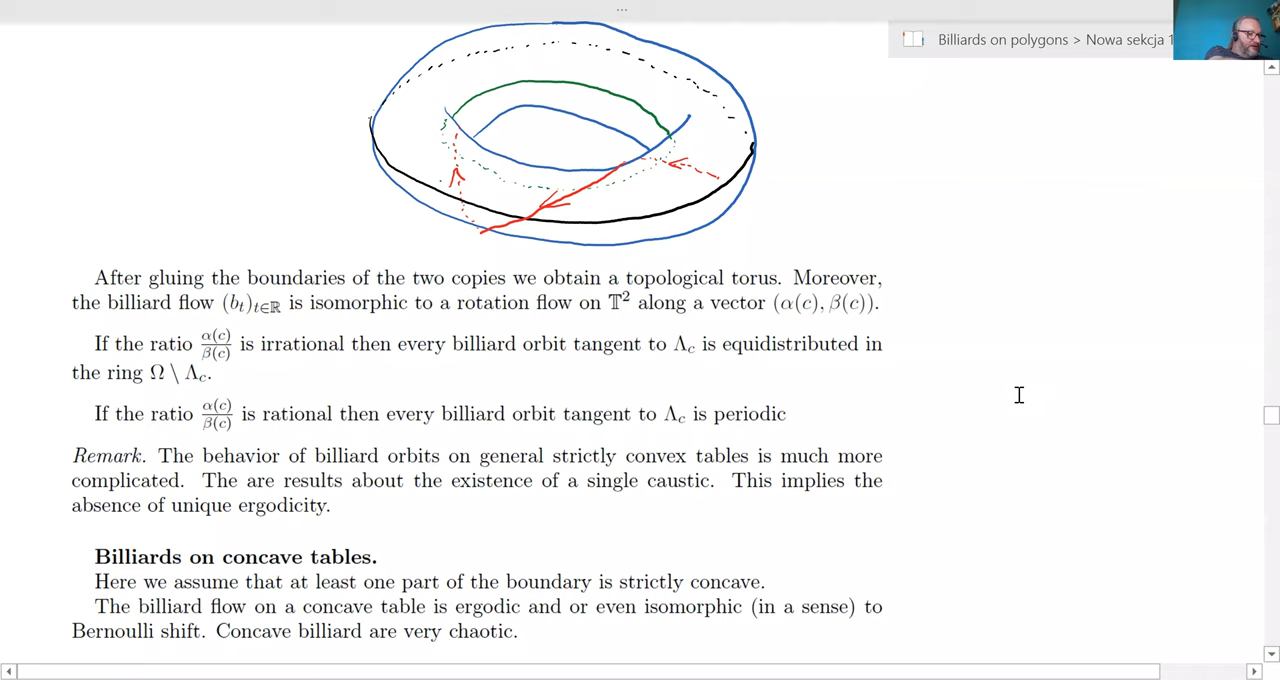 ...
Billiards on polygons > Nowa sekcja 1
After gluing the boundaries of the two copies we obtain a topological torus. Moreover,
the billiard flow (b_t)_{t∈ℝ} is isomorphic to a rotation flow on 𝕋² along a vector (α(c), β(c)).
If the ratio α(c)/β(c) is irrational then every billiard orbit tangent to Λ_c is equidistributed in
the ring Ω \ Λ_c.
If the ratio α(c)/β(c) is rational then every billiard orbit tangent to Λ_c is periodic
Remark. The behavior of billiard orbits on general strictly convex tables is much more
complicated. The are results about the existence of a single caustic. This implies the
absence of unique ergodicity.
Billiards on concave tables.
Here we assume that at least one part of the boundary is strictly concave.
The billiard flow on a concave table is ergodic and or even isomorphic (in a sense) to
Bernoulli shift. Concave billiard are very chaotic.